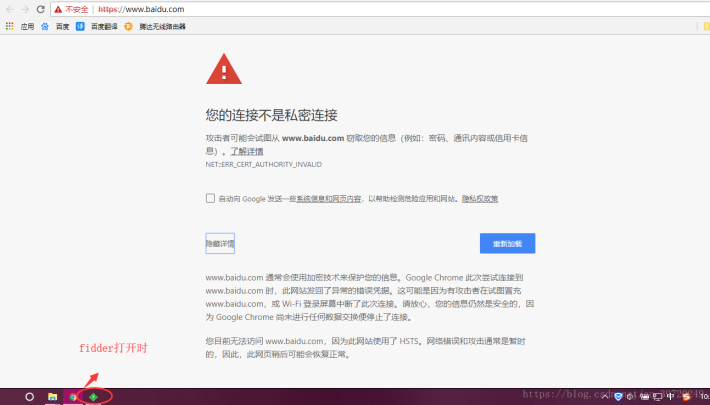 不安全 https://www.baidu.com
应用 百度 译 百度翻译 腾达无线路由器
您的连接不是私密连接
攻击者可能会试图从 www.baidu.com 窃取您的信息（例如：密码、通讯内容或信用卡信
息）。了解详情
NET::ERR_CERT_AUTHORITY_INVALID
自动向 Google 发送一些系统信息和网页内容，以帮助检测危险应用和网站。隐私权政策
隐藏详情 重新加载
www.baidu.com 通常会使用加密技术来保护您的信息。Google Chrome 此次尝试连接到
www.baidu.com 时，此网站发回了异常的错误凭据。这可能是因为有攻击者在试图冒充
www.baidu.com，或 Wi-Fi 登录屏幕中断了此次连接。请放心，您的信息仍然是安全的，因
为 Google Chrome 尚未进行任何数据交换便停止了连接。
您目前无法访问 www.baidu.com，因为此网站使用了 HSTS。网络错误和攻击通常是暂时
的，因此，此网页稍后可能会恢复正常。
fidder打开时
中 10: